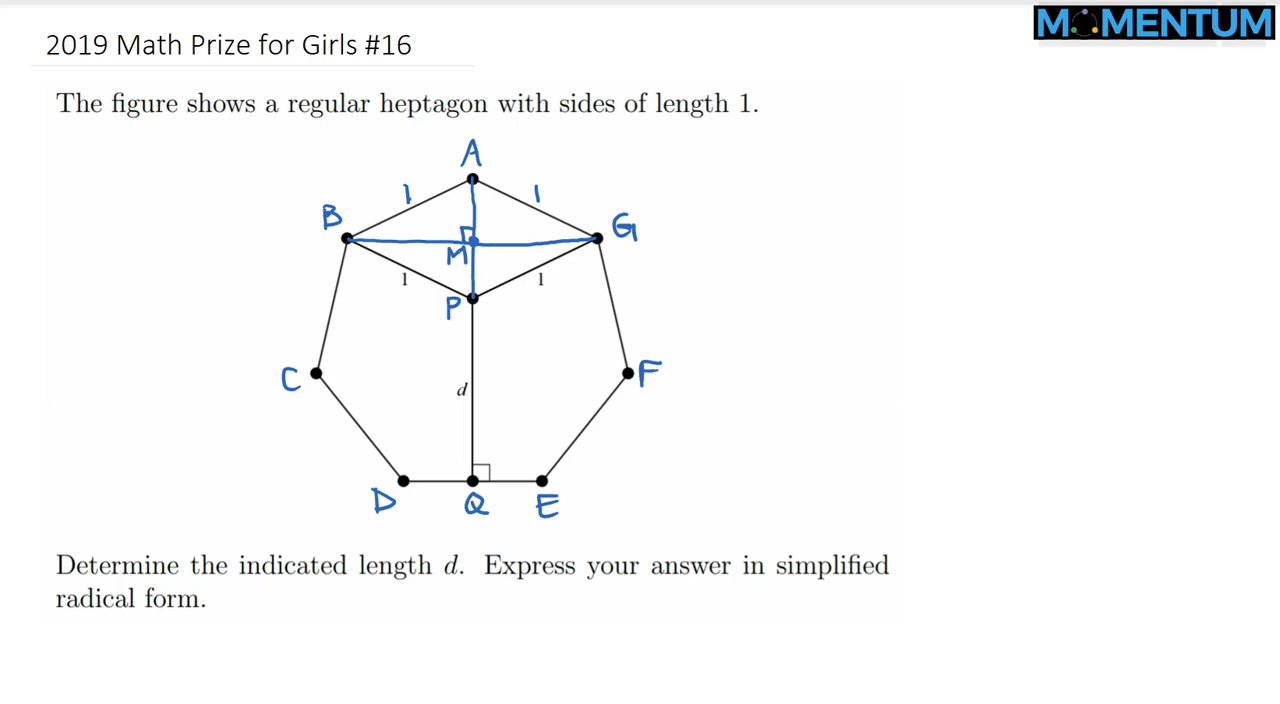 MOMENTUM
2019 Math Prize for Girls #16
The figure shows a regular heptagon with sides of length 1.
A
1 1
B G
M
1 1
P
C F
d
D Q E
Determine the indicated length d. Express your answer in simplified
radical form.